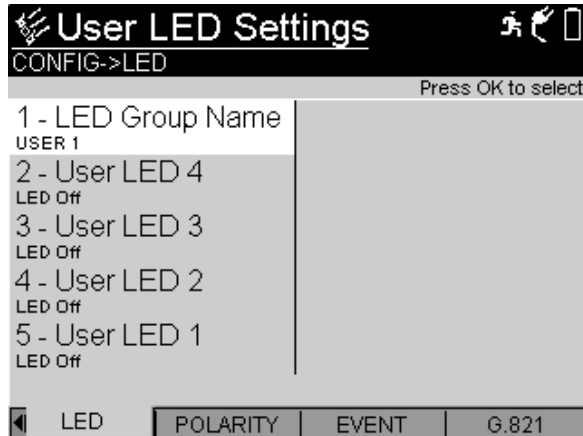 User LED Settings
CONFIG->LED
Press OK to select
1 - LED Group Name
USER 1
2 - User LED 4
LED Off
3 - User LED 3
LED Off
4 - User LED 2
LED Off
5 - User LED 1
LED Off
LED POLARITY EVENT G.821